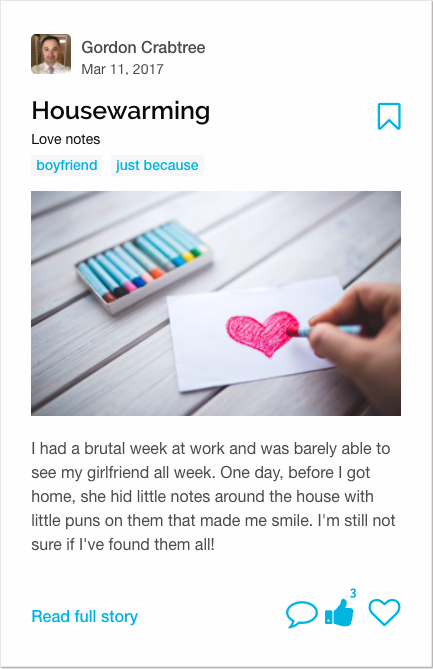 Gordon Crabtree
Mar 11, 2017
Housewarming
Love notes
boyfriend just because
I had a brutal week at work and was barely able to
see my girlfriend all week. One day, before I got
home, she hid little notes around the house with
little puns on them that made me smile. I'm still not
sure if I've found them all!
3
Read full story